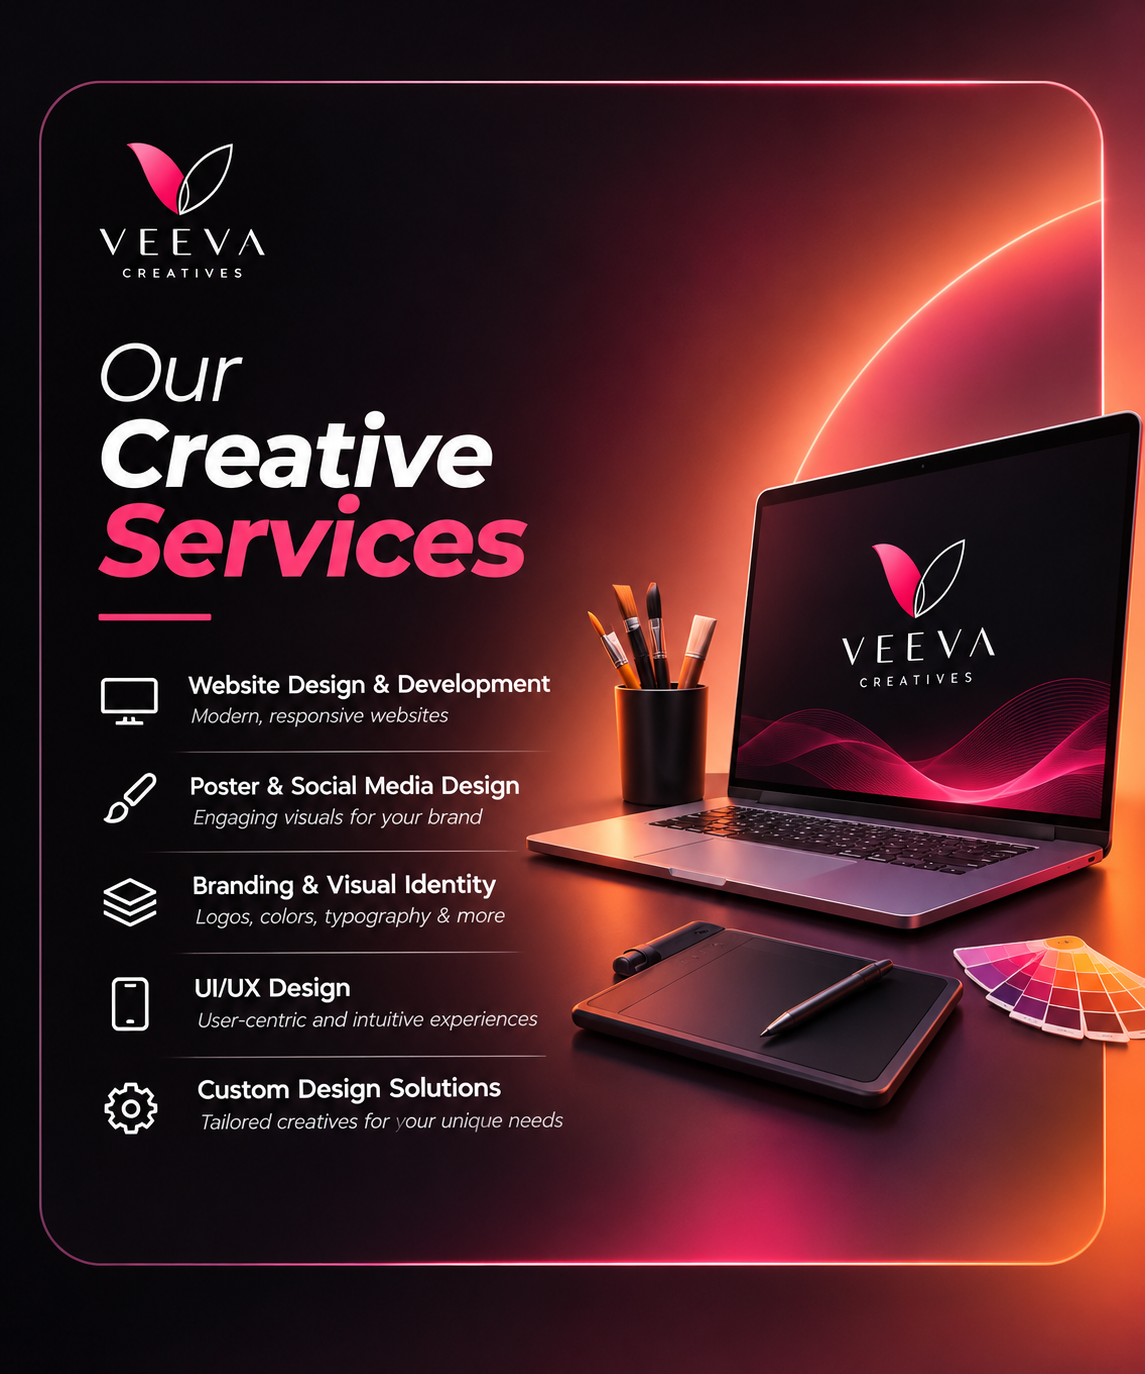 VEEVA
CREATIVES
Our
Creative
Services
Website Design & Development
Modern, responsive websites
Poster & Social Media Design
Engaging visuals for your brand
Branding & Visual Identity
Logos, colors, typography & more
UI/UX Design
User-centric and intuitive experiences
Custom Design Solutions
Tailored creatives for your unique needs
VEEVA
CREATIVES